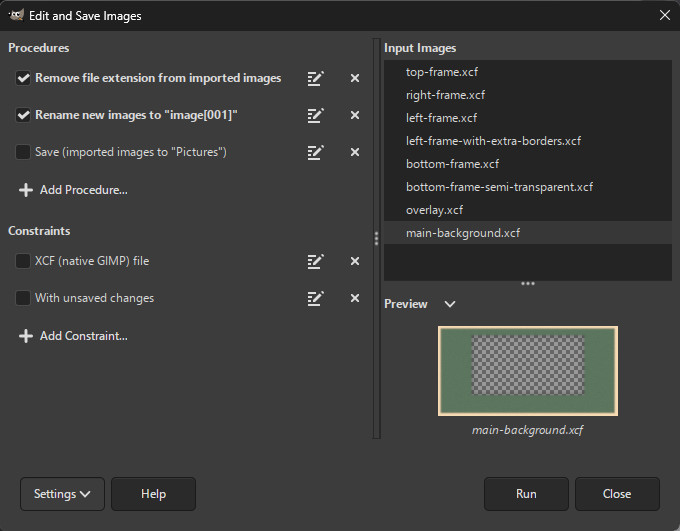 Edit and Save Images
Procedures
Remove file extension from imported images
Rename new images to "image[001]"
Save (imported images to "Pictures")
Add Procedure...
Constraints
XCF (native GIMP) file
With unsaved changes
Add Constraint...
Input Images
top-frame.xcf
right-frame.xcf
left-frame.xcf
left-frame-with-extra-borders.xcf
bottom-frame.xcf
bottom-frame-semi-transparent.xcf
overlay.xcf
main-background.xcf
Preview
main-background.xcf
Settings
Help
Run
Close